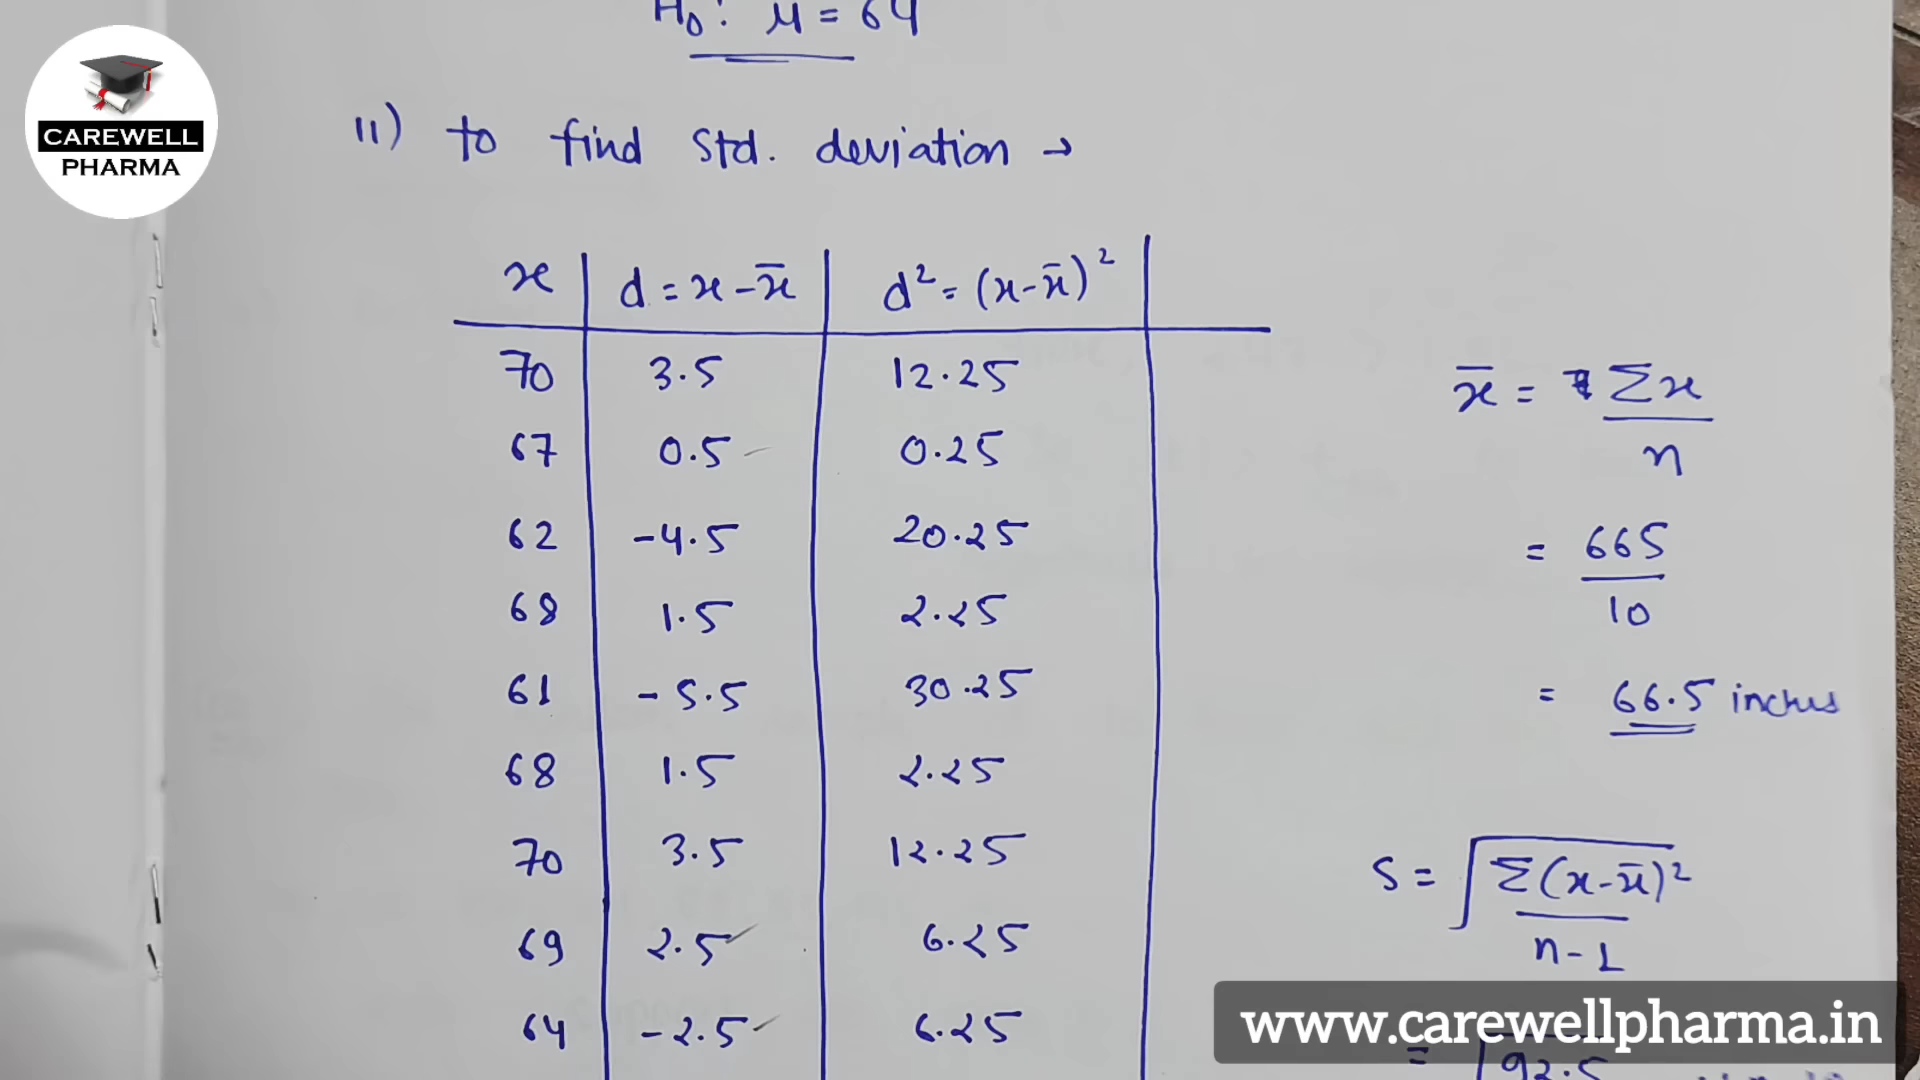 H₀: μ = 64
CAREWELL
PHARMA
11) to find Std. deviation →
x | d = x - x̄ | d² = (x - x̄)²
70 | 3.5 | 12.25
67 | 0.5 | 0.25
62 | -4.5 | 20.25
68 | 1.5 | 2.25
61 | -5.5 | 30.25
68 | 1.5 | 2.25
70 | 3.5 | 12.25
69 | 2.5 | 6.25
64 | -2.5 | 6.25
x̄ = Σx / n
= 665 / 10
= 66.5 inches
S = √(Σ(x - x̄)² / n - 1)
= √92.5
www.carewellpharma.in